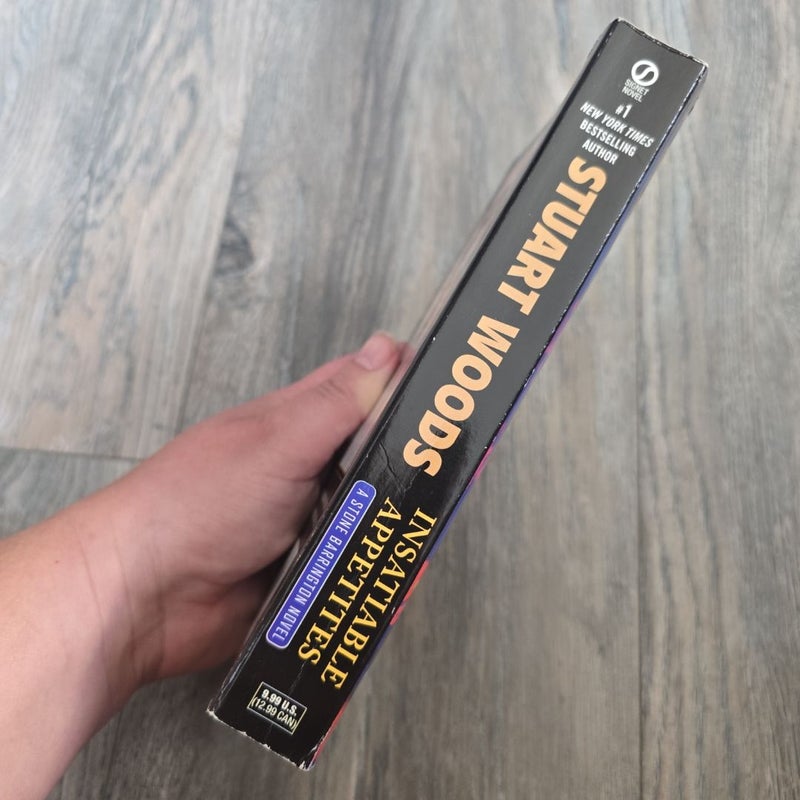 SIGNET
NOVEL
#1
NEW YORK TIMES
BESTSELLING
AUTHOR
STUART WOODS
INSATIABLE
APPETITES
A STONE BARRINGTON NOVEL
9.99 U.S.
(12.99 CAN)